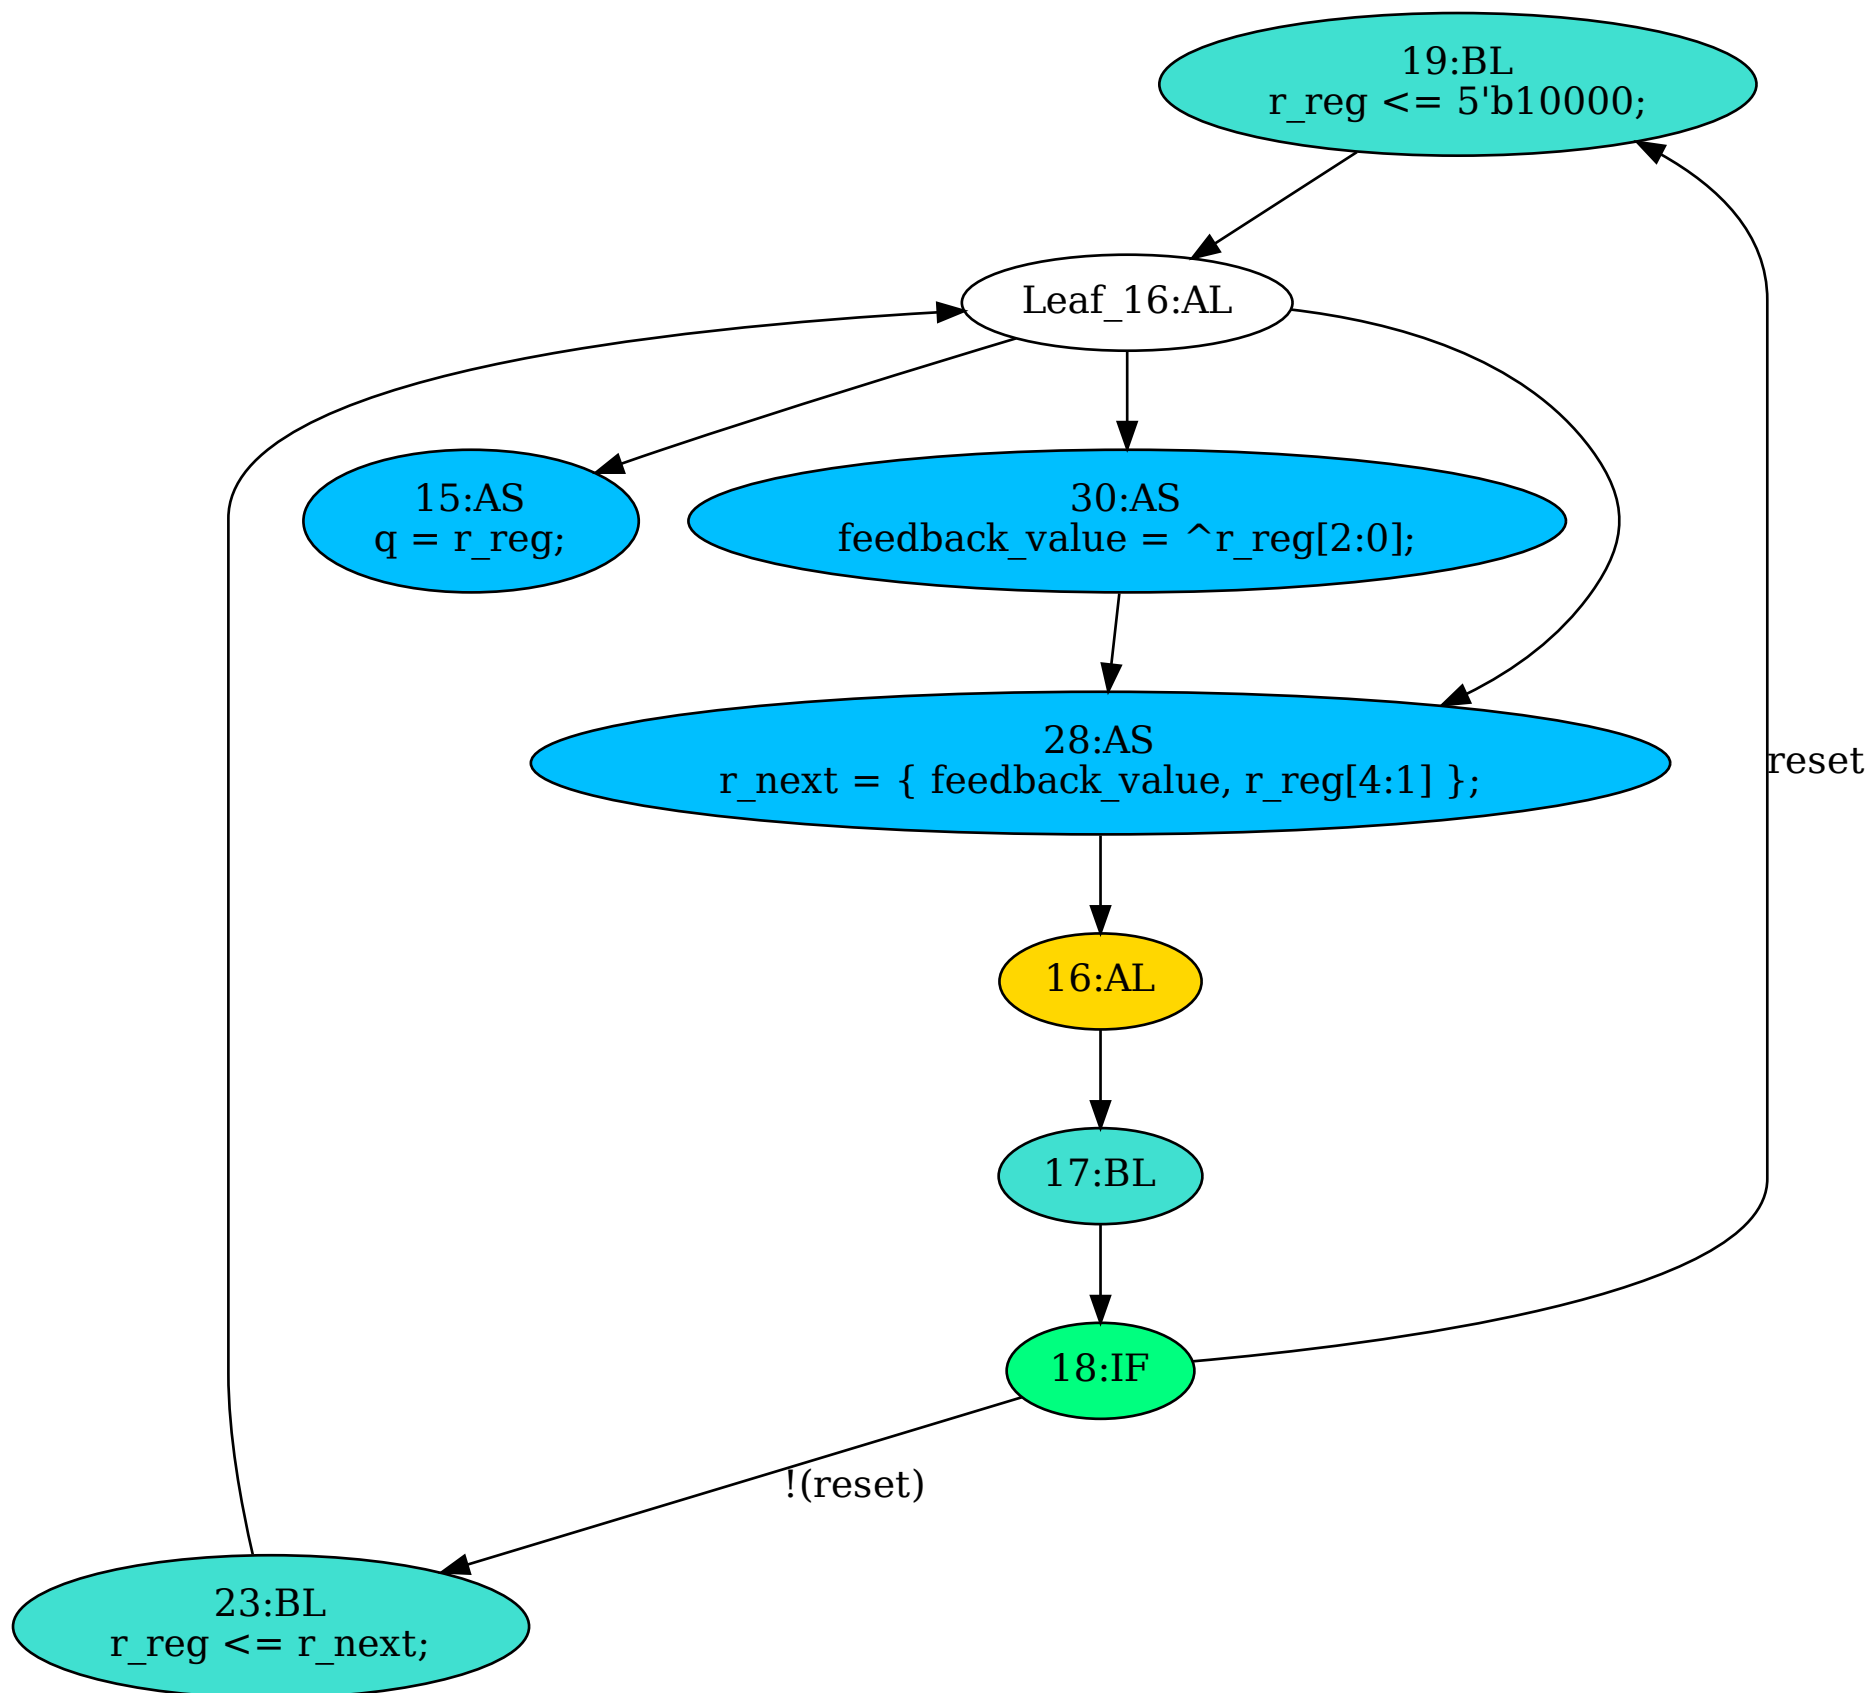 19:BL
r_reg <= 5'b10000;
Leaf_16:AL
15:AS
q = r_reg;
30:AS
feedback_value = ^r_reg[2:0];
28:AS
r_next = { feedback_value, r_reg[4:1] };
reset
16:AL
17:BL
18:IF
!(reset)
23:BL
r_reg <= r_next;